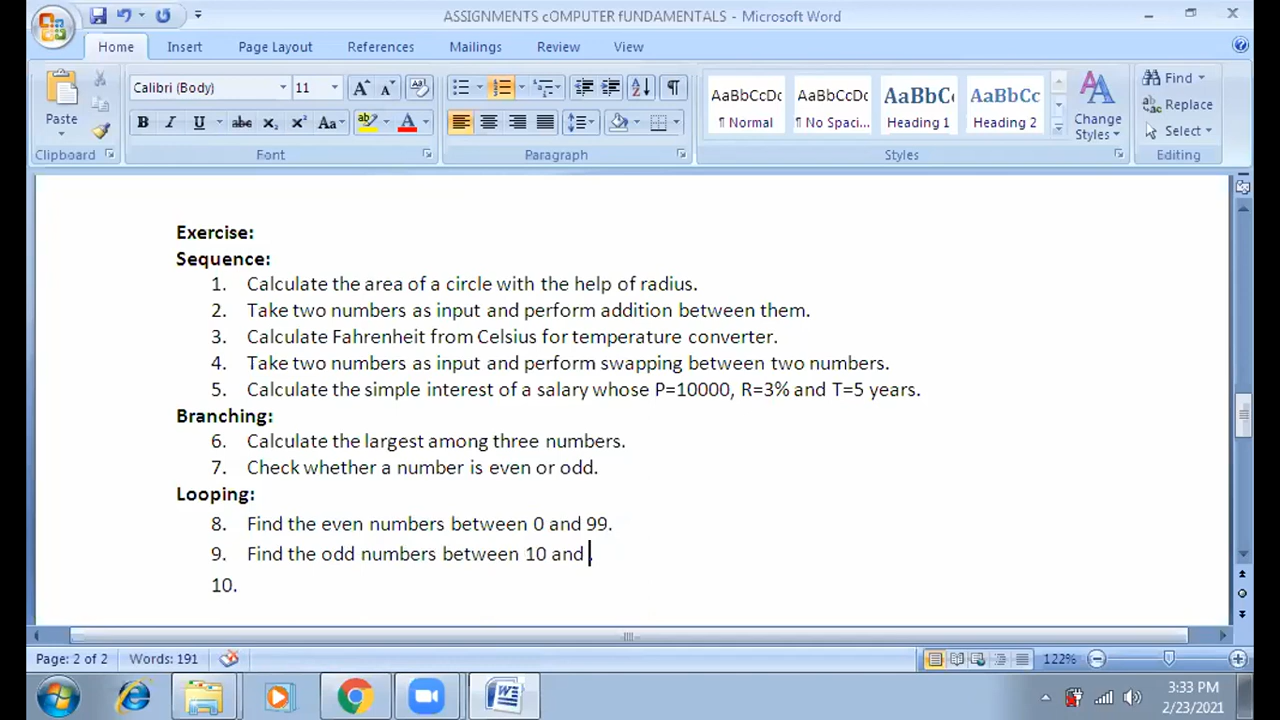 ASSIGNMENTS cOMPUTER fUNDAMENTALS - Microsoft Word
Home Insert Page Layout References Mailings Review View
Calibri (Body) 11
AaBbCcDc AaBbCcDc AaBbC AaBbCc
Find
Replace
Select
Paste
B I U abc X₂ X² Aa
¶ Normal ¶ No Spaci... Heading 1 Heading 2 Change Styles
Clipboard Font Paragraph Styles Editing
Exercise:
Sequence:
1. Calculate the area of a circle with the help of radius.
2. Take two numbers as input and perform addition between them.
3. Calculate Fahrenheit from Celsius for temperature converter.
4. Take two numbers as input and perform swapping between two numbers.
5. Calculate the simple interest of a salary whose P=10000, R=3% and T=5 years.
Branching:
6. Calculate the largest among three numbers.
7. Check whether a number is even or odd.
Looping:
8. Find the even numbers between 0 and 99.
9. Find the odd numbers between 10 and .
10.
Page: 2 of 2 Words: 191 122%
3:33 PM
2/23/2021